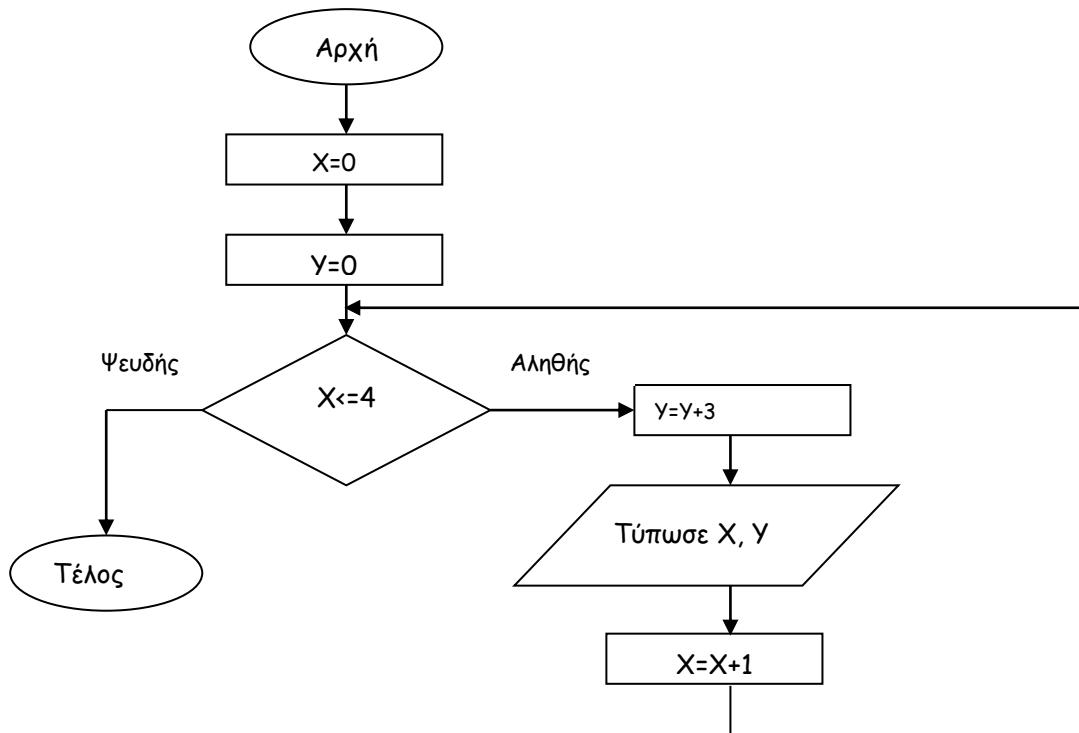 Αρχή
X=0
Y=0
Ψευδής
Αληθής
X<=4
Y=Y+3
Τύπωσε X, Y
Τέλος
X=X+1